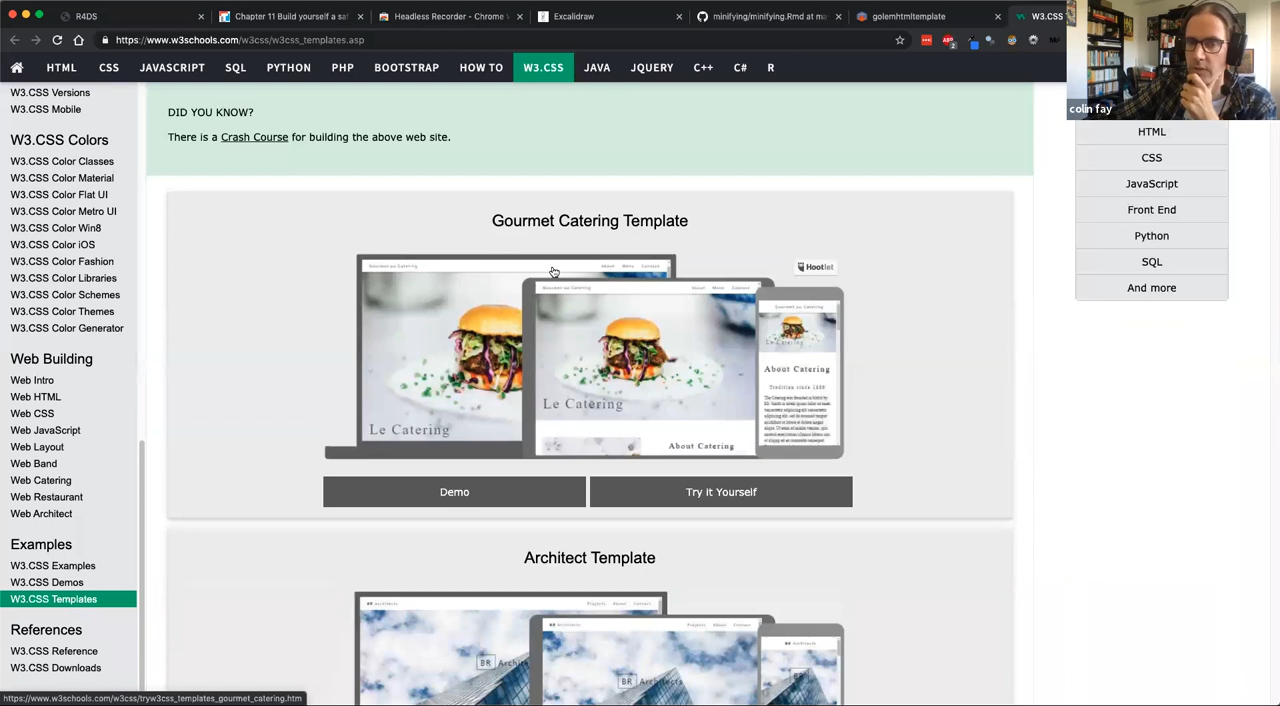 R4DS
Chapter 11 Build yourself a saf
Headless Recorder - Chrome W
Excalidraw
minifying/minifying.Rmd at ma
golemhtmltemplate
W3.CSS
https://www.w3schools.com/w3css/w3css_templates.asp
HTML CSS JAVASCRIPT SQL PYTHON PHP BOOTSTRAP HOW TO W3.CSS JAVA JQUERY C++ C# R
colin fay
W3.CSS Versions
W3.CSS Mobile
W3.CSS Colors
W3.CSS Color Classes
W3.CSS Color Material
W3.CSS Color Flat UI
W3.CSS Color Metro UI
W3.CSS Color Win8
W3.CSS Color iOS
W3.CSS Color Fashion
W3.CSS Color Libraries
W3.CSS Color Schemes
W3.CSS Color Themes
W3.CSS Color Generator
Web Building
Web Intro
Web HTML
Web CSS
Web JavaScript
Web Layout
Web Band
Web Catering
Web Restaurant
Web Architect
Examples
W3.CSS Examples
W3.CSS Demos
W3.CSS Templates
References
W3.CSS Reference
W3.CSS Downloads
https://www.w3schools.com/w3css/tryw3css_templates_gourmet_catering.htm
DID YOU KNOW?
There is a Crash Course for building the above web site.
Gourmet Catering Template
Hootlet
Le Catering
Le Catering
About Catering
About Catering
Tradition since 1889
Demo
Try It Yourself
Architect Template
BR Archite
BR Architects
HTML
CSS
JavaScript
Front End
Python
SQL
And more